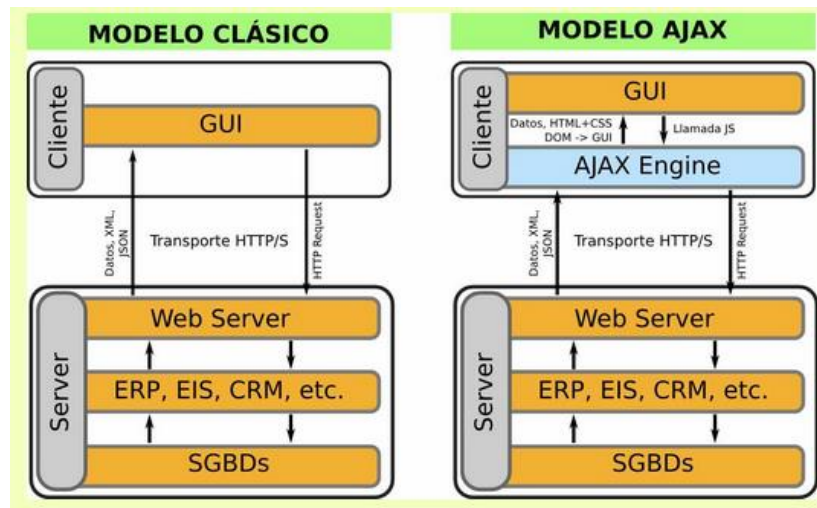 MODELO CLÁSICO
Cliente
GUI
Datos, XML,
JSON
Transporte HTTP/S
HTTP Request
Server
Web Server
ERP, EIS, CRM, etc.
SGBDs
MODELO AJAX
Cliente
GUI
Datos, HTML+CSS
DOM -> GUI
Llamada JS
AJAX Engine
Datos, XML,
JSON
Transporte HTTP/S
HTTP Request
Server
Web Server
ERP, EIS, CRM, etc.
SGBDs